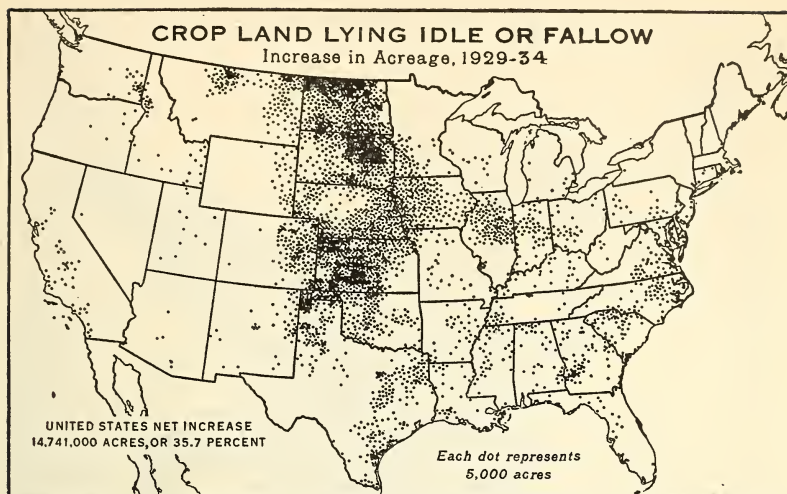 CROP LAND LYING IDLE OR FALLOW
Increase in Acreage, 1929-34
UNITED STATES NET INCREASE
14,741,000 ACRES, OR 35.7 PERCENT
Each dot represents
5,000 acres